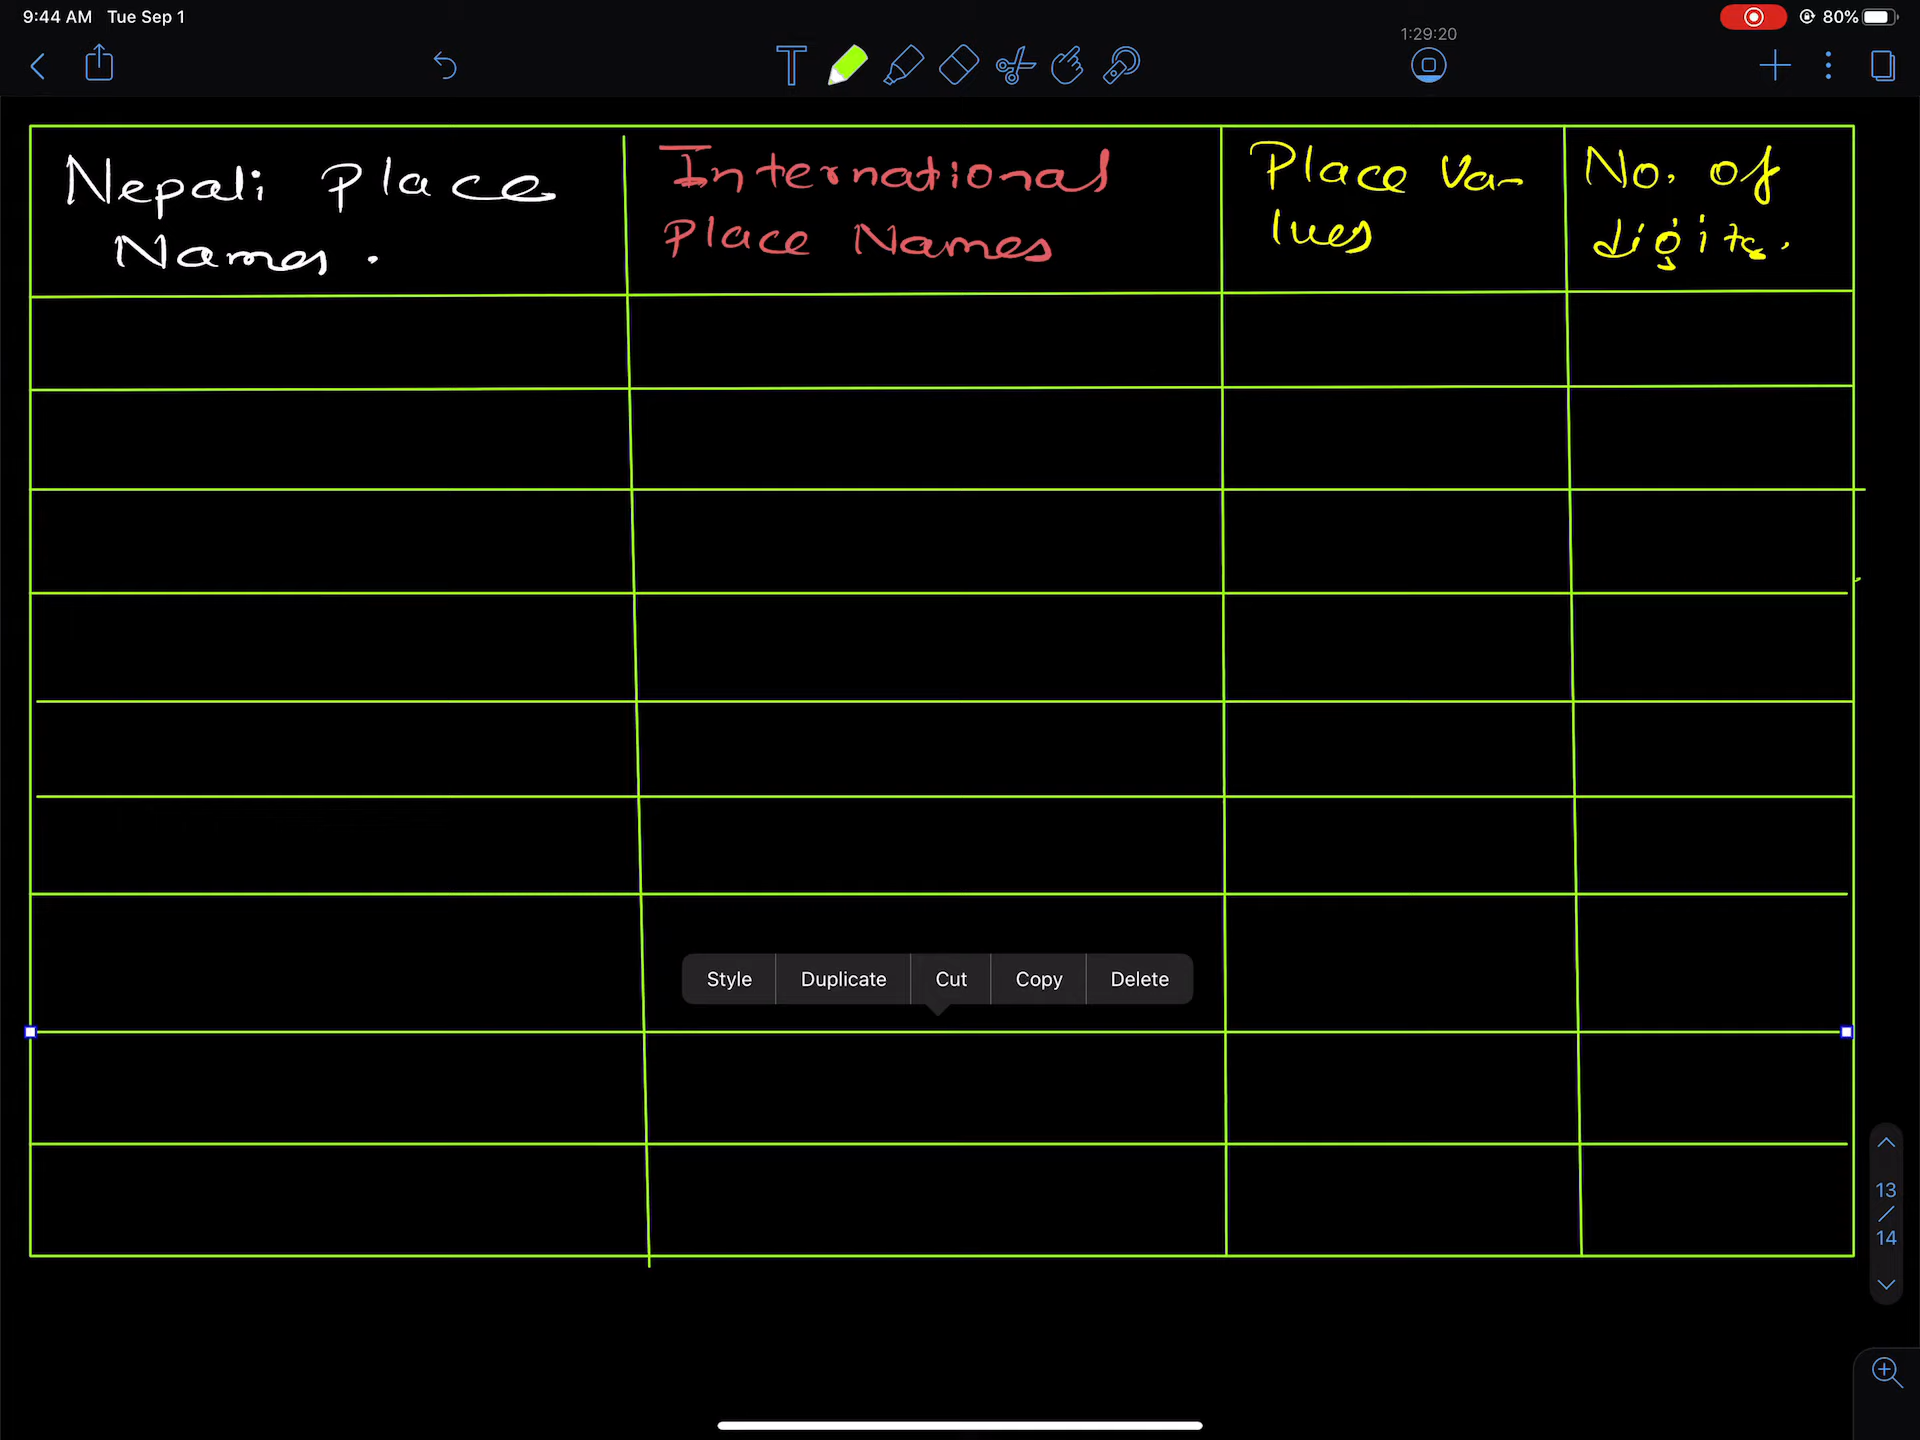 9:44 AM Tue Sep 1
80%
1:29:20
Nepali Place
Names.
International
Place Names
Place Va-
lues
No. of
digits.
Style Duplicate Cut Copy Delete
13
/
14